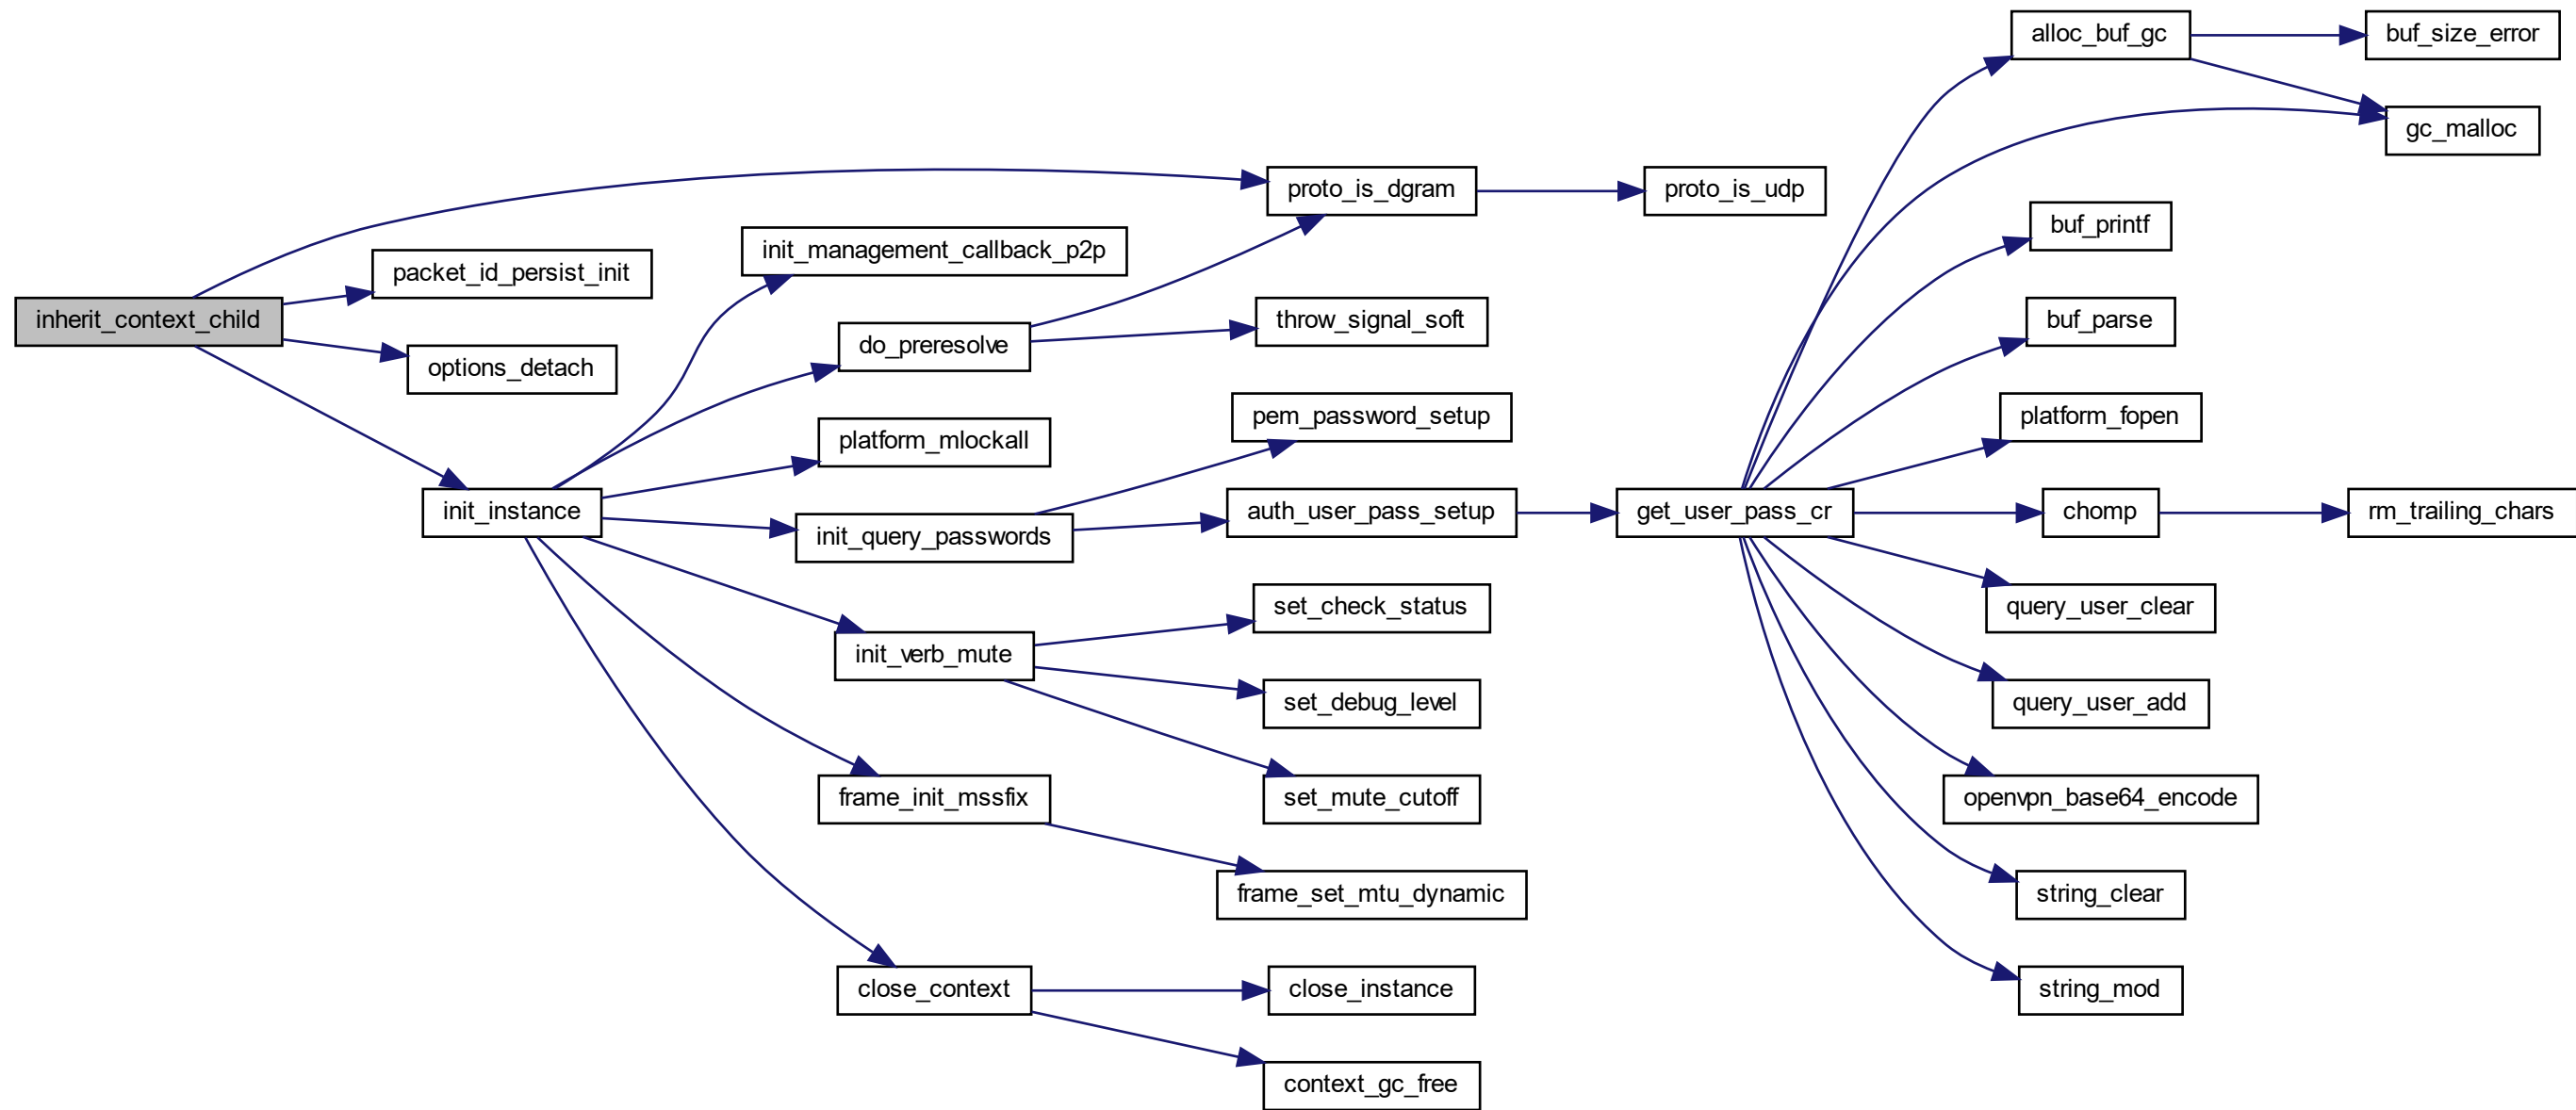 inherit_context_child
packet_id_persist_init
options_detach
init_instance
init_management_callback_p2p
do_preresolve
platform_mlockall
init_query_passwords
init_verb_mute
frame_init_mssfix
close_context
proto_is_dgram
throw_signal_soft
pem_password_setup
auth_user_pass_setup
set_check_status
set_debug_level
set_mute_cutoff
frame_set_mtu_dynamic
close_instance
context_gc_free
proto_is_udp
get_user_pass_cr
alloc_buf_gc
buf_printf
buf_parse
platform_fopen
chomp
query_user_clear
query_user_add
openvpn_base64_encode
string_clear
string_mod
buf_size_error
gc_malloc
rm_trailing_chars